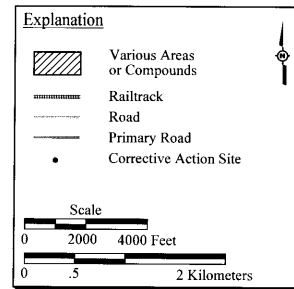 Explanation
N
Various Areas
or Compounds
Railtrack
Road
Primary Road
Corrective Action Site
Scale
0 2000 4000 Feet
0 .5 2 Kilometers